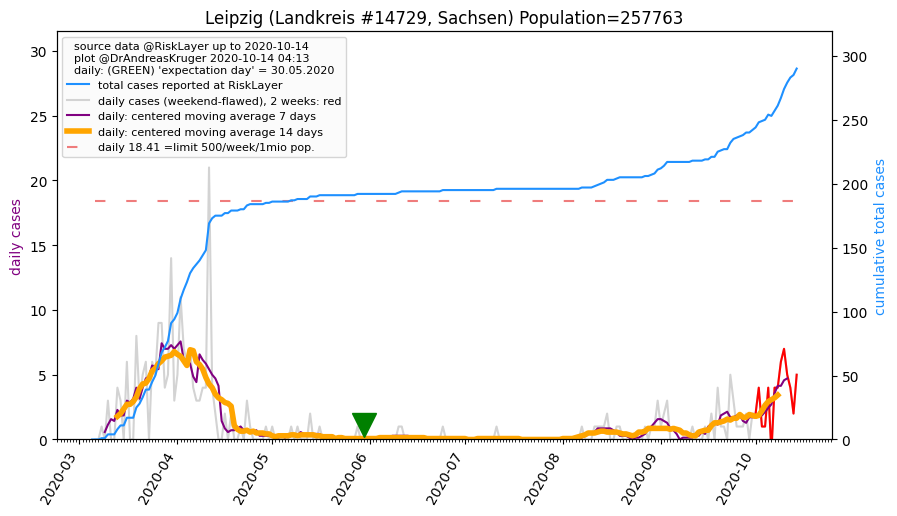 Leipzig (Landkreis #14729, Sachsen) Population=257763
source data @RiskLayer up to 2020-10-14
plot @DrAndreasKruger 2020-10-14 04:13
daily: (GREEN) 'expectation day' = 30.05.2020
total cases reported at RiskLayer
daily cases (weekend-flawed), 2 weeks: red
daily: centered moving average 7 days
daily: centered moving average 14 days
daily 18.41 =limit 500/week/1mio pop.
daily cases
30
25
20
15
10
5
0
cumulative total cases
300
250
200
150
100
50
0
2020-03
2020-04
2020-05
2020-06
2020-07
2020-08
2020-09
2020-10